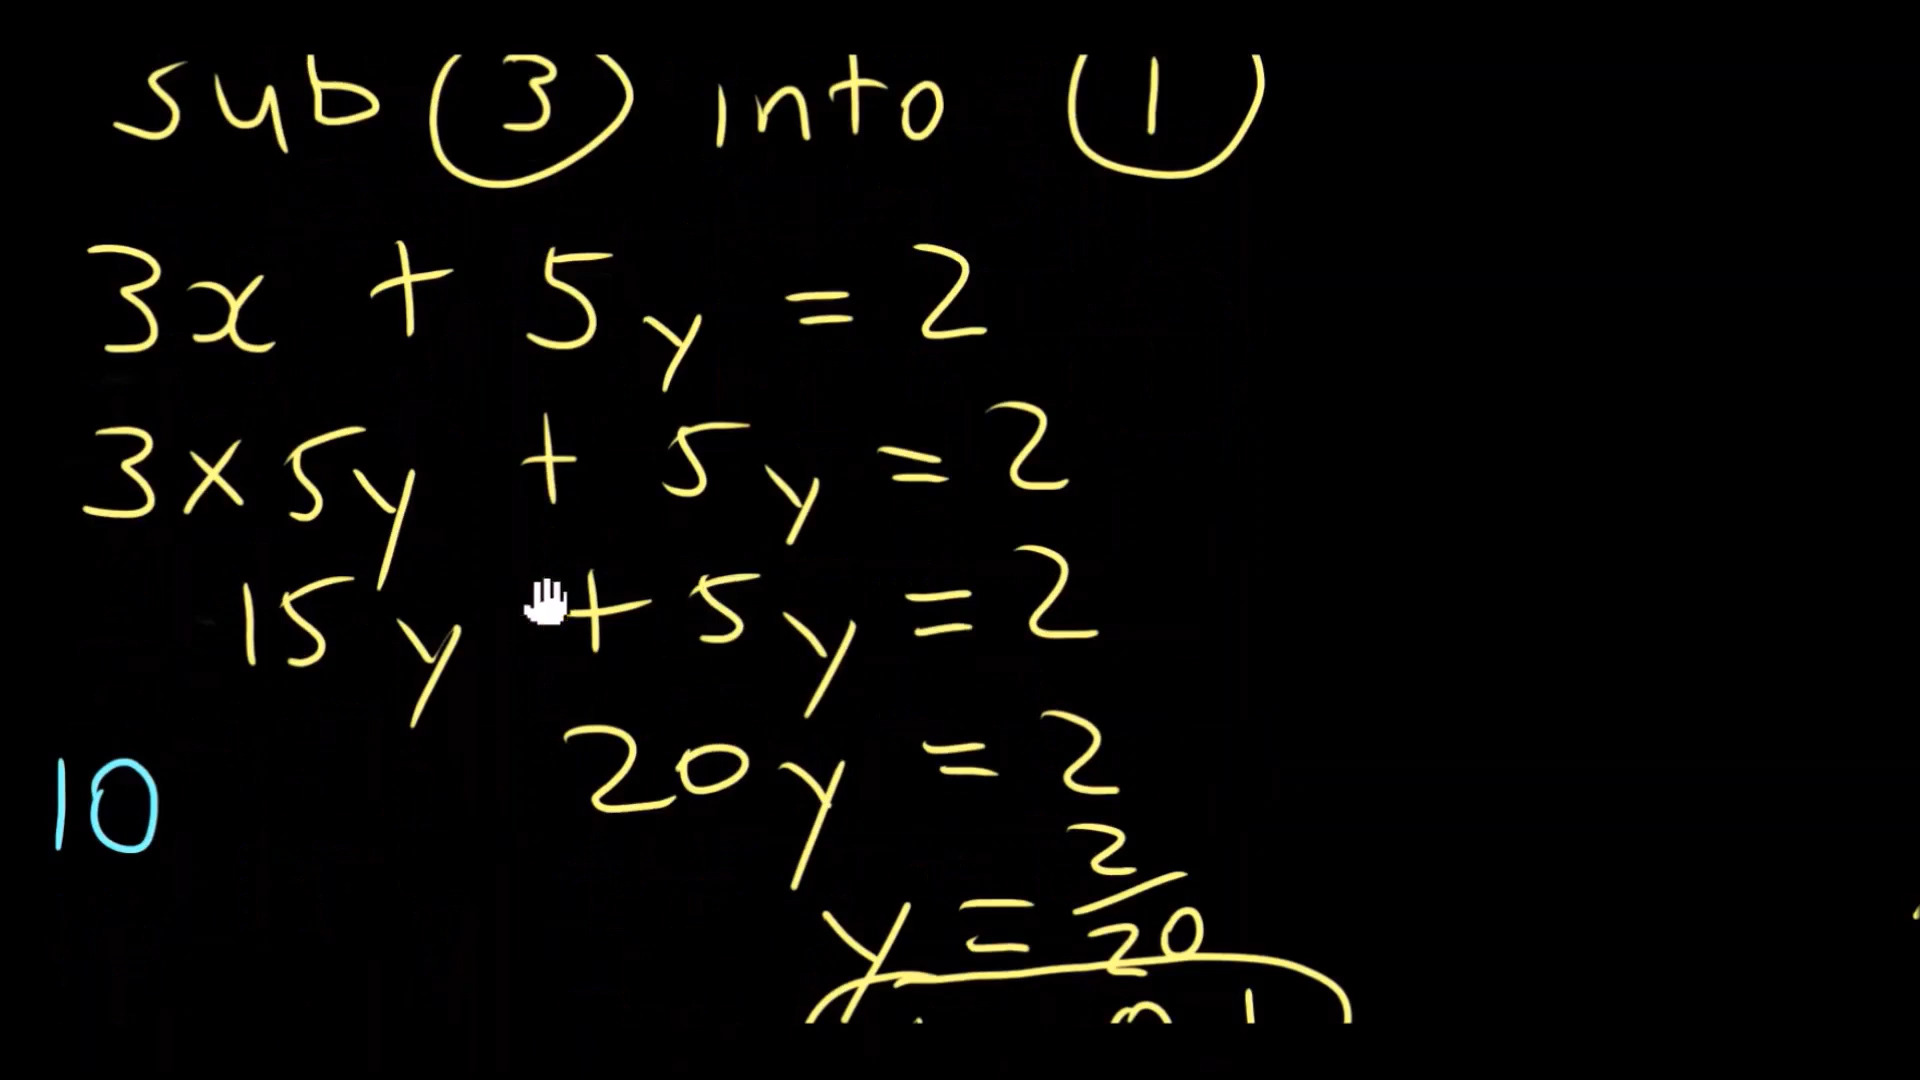 sub (3) into (1)
3x + 5y = 2
3 × 5y + 5y = 2
15y + 5y = 2
20y = 2
10
y = 2/20